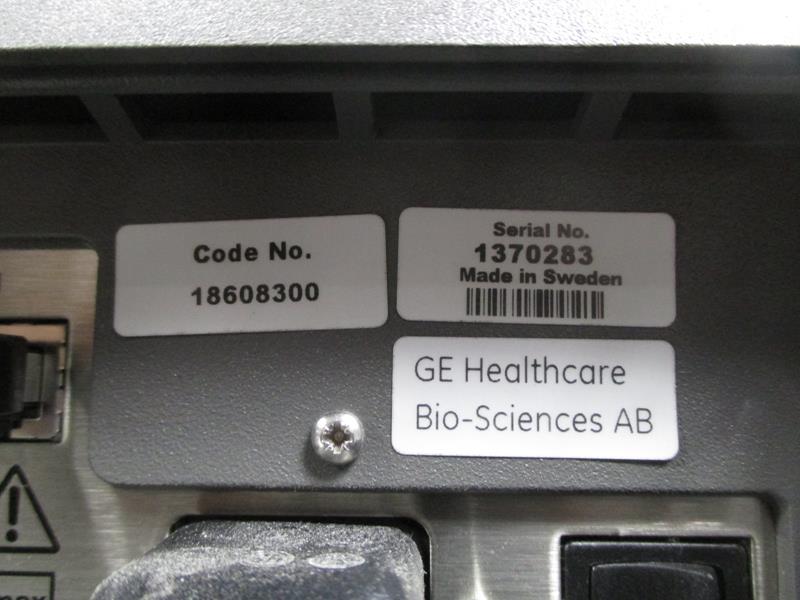 Code No.
18608300
Serial No.
1370283
Made in Sweden
GE Healthcare
Bio-Sciences AB